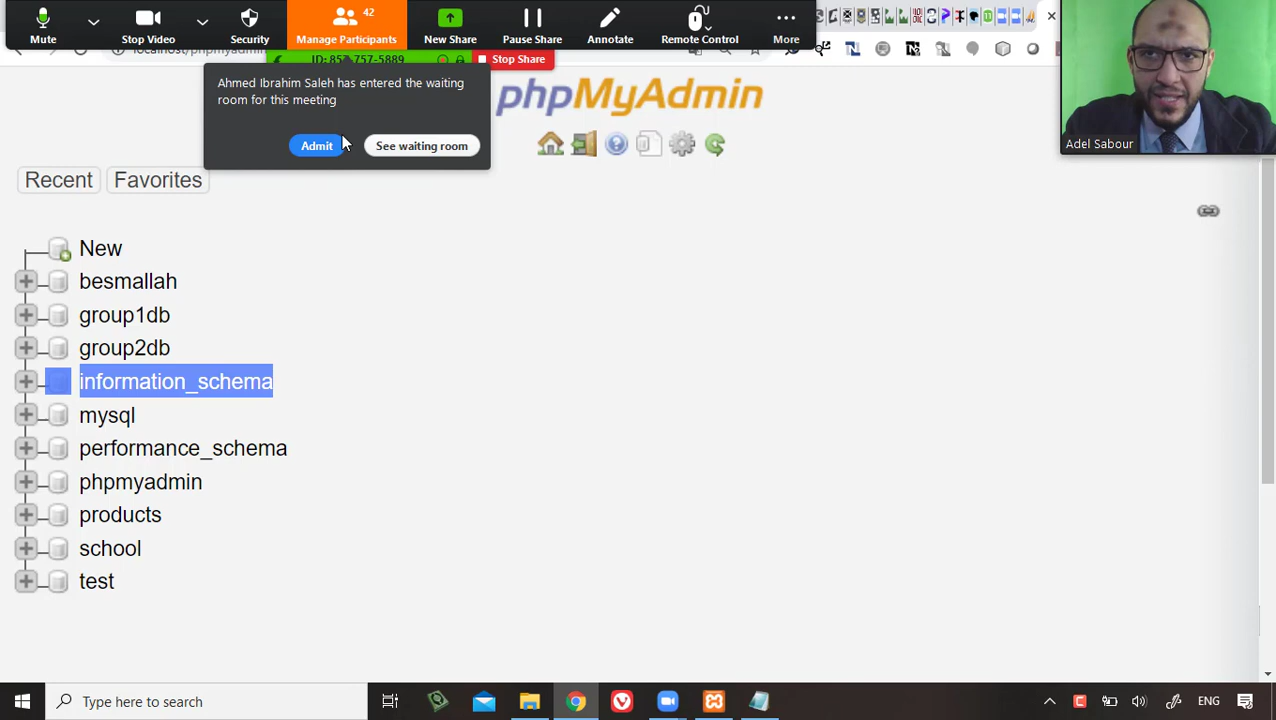 42
Mute
Stop Video
Security
Manage Participants
New Share
Pause Share
Annotate
Remote Control
More
Stop Share
Ahmed Ibrahim Saleh has entered the waiting
room for this meeting
Admit
See waiting room
phpMyAdmin
Adel Sabour
Recent
Favorites
New
besmallah
group1db
group2db
information_schema
mysql
performance_schema
phpmyadmin
products
school
test
Type here to search
ENG